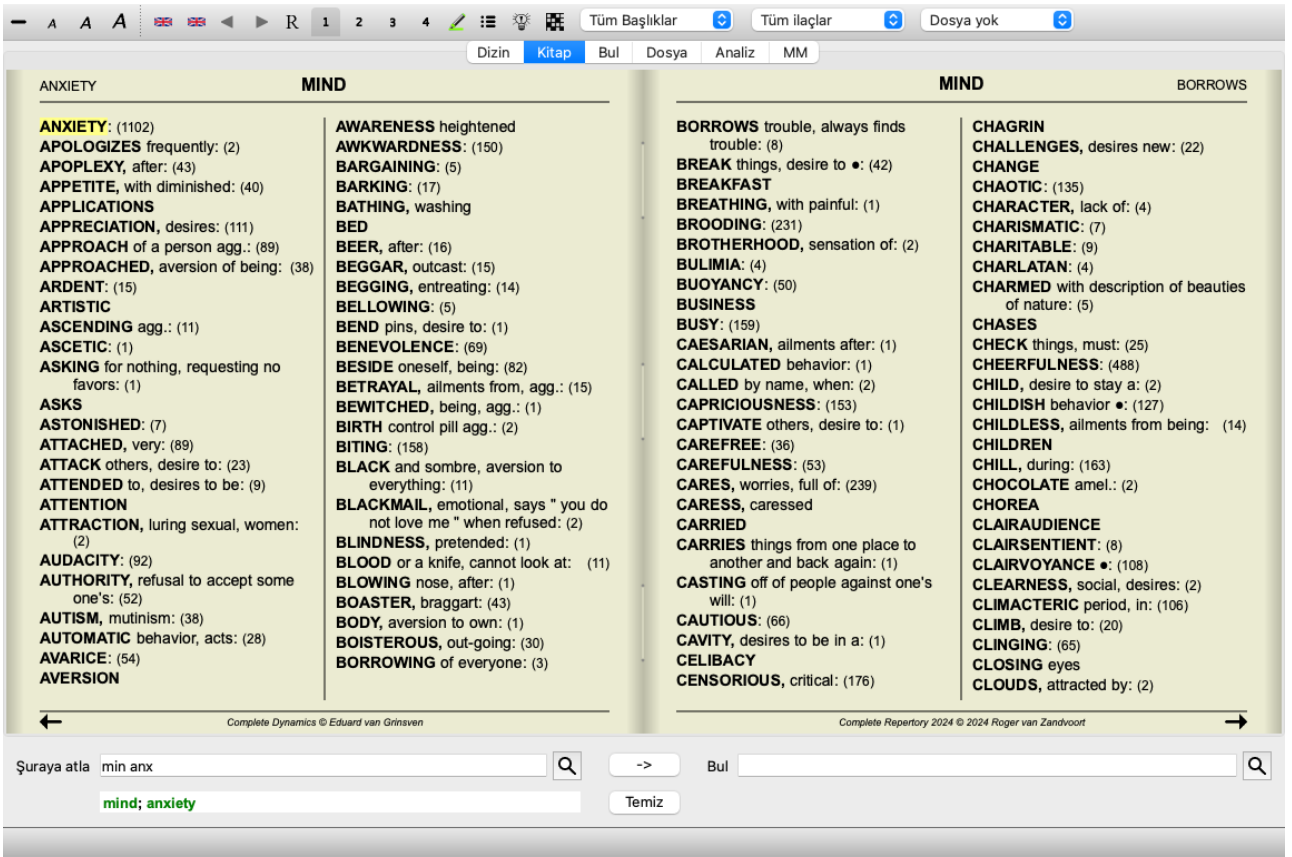 A A A R 1 2 3 4 Tüm Başlıklar Tüm ilaçlar Dosya yok
Dizin Kitap Bul Dosya Analiz MM
ANXIETY MIND
ANXIETY: (1102)
APOLOGIZES frequently: (2)
APOPLEXY, after: (43)
APPETITE, with diminished: (40)
APPLICATIONS
APPRECIATION, desires: (111)
APPROACH of a person agg.: (89)
APPROACHED, aversion of being: (38)
ARDENT: (15)
ARTISTIC
ASCENDING agg.: (11)
ASCETIC: (1)
ASKING for nothing, requesting no
favors: (1)
ASKS
ASTONISHED: (7)
ATTACHED, very: (89)
ATTACK others, desire to: (23)
ATTENDED to, desires to be: (9)
ATTENTION
ATTRACTION, luring sexual, women:
(2)
AUDACITY: (92)
AUTHORITY, refusal to accept some
one's: (52)
AUTISM, mutinism: (38)
AUTOMATIC behavior, acts: (28)
AVARICE: (54)
AVERSION
AWARENESS heightened
AWKWARDNESS: (150)
BARGAINING: (5)
BARKING: (17)
BATHING, washing
BED
BEER, after: (16)
BEGGAR, outcast: (15)
BEGGING, entreating: (14)
BELLOWING: (5)
BEND pins, desire to: (1)
BENEVOLENCE: (69)
BESIDE oneself, being: (82)
BETRAYAL, ailments from, agg.: (15)
BEWITCHED, being, agg.: (1)
BIRTH control pill agg.: (2)
BITING: (158)
BLACK and sombre, aversion to
everything: (11)
BLACKMAIL, emotional, says " you do
not love me " when refused: (2)
BLINDNESS, pretended: (1)
BLOOD or a knife, cannot look at: (11)
BLOWING nose, after: (1)
BOASTER, braggart: (43)
BODY, aversion to own: (1)
BOISTEROUS, out-going: (30)
BORROWING of everyone: (3)
Complete Dynamics © Eduard van Grinsven
MIND BORROWS
BORROWS trouble, always finds
trouble: (8)
BREAK things, desire to ●: (42)
BREAKFAST
BREATHING, with painful: (1)
BROODING: (231)
BROTHERHOOD, sensation of: (2)
BULIMIA: (4)
BUOYANCY: (50)
BUSINESS
BUSY: (159)
CAESARIAN, ailments after: (1)
CALCULATED behavior: (1)
CALLED by name, when: (2)
CAPRICIOUSNESS: (153)
CAPTIVATE others, desire to: (1)
CAREFREE: (36)
CAREFULNESS: (53)
CARES, worries, full of: (239)
CARESS, caressed
CARRIED
CARRIES things from one place to
another and back again: (1)
CASTING off of people against one's
will: (1)
CAUTIOUS: (66)
CAVITY, desires to be in a: (1)
CELIBACY
CENSORIOUS, critical: (176)
CHAGRIN
CHALLENGES, desires new: (22)
CHANGE
CHAOTIC: (135)
CHARACTER, lack of: (4)
CHARISMATIC: (7)
CHARITABLE: (9)
CHARLATAN: (4)
CHARMED with description of beauties
of nature: (5)
CHASES
CHECK things, must: (25)
CHEERFULNESS: (488)
CHILD, desire to stay a: (2)
CHILDISH behavior ●: (127)
CHILDLESS, ailments from being: (14)
CHILDREN
CHILL, during: (163)
CHOCOLATE amel.: (2)
CHOREA
CLAIRAUDIENCE
CLAIRSENTIENT: (8)
CLAIRVOYANCE ●: (108)
CLEARNESS, social, desires: (2)
CLIMACTERIC period, in: (106)
CLIMB, desire to: (20)
CLINGING: (65)
CLOSING eyes
CLOUDS, attracted by: (2)
Complete Repertory 2024 © 2024 Roger van Zandvoort
Şuraya atla min anx -> Bul
mind; anxiety Temiz